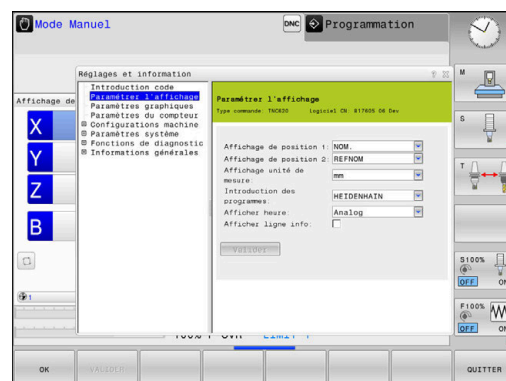 Mode Manuel
DNC
Programmation
Réglages et information
Affichage de
X
Y
Z
B
1
Introduction code
Paramétrer l'affichage
Paramètres graphiques
Paramètres du compteur
Configurations machine
Paramètres système
Fonctions de diagnostic
Informations générales
Paramétrer l'affichage
Type commande: TNC620 Logiciel CN: 817605 06 Dev
Affichage de position 1: NOM.
Affichage de position 2: REFNOM
Affichage unité de mesure: mm
Introduction des programmes: HEIDENHAIN
Afficher heure: Analog
Afficher ligne info:
Valider
M
S
T
S100%
OFF ON
F100%
OFF ON
OK
VALIDER
QUITTER